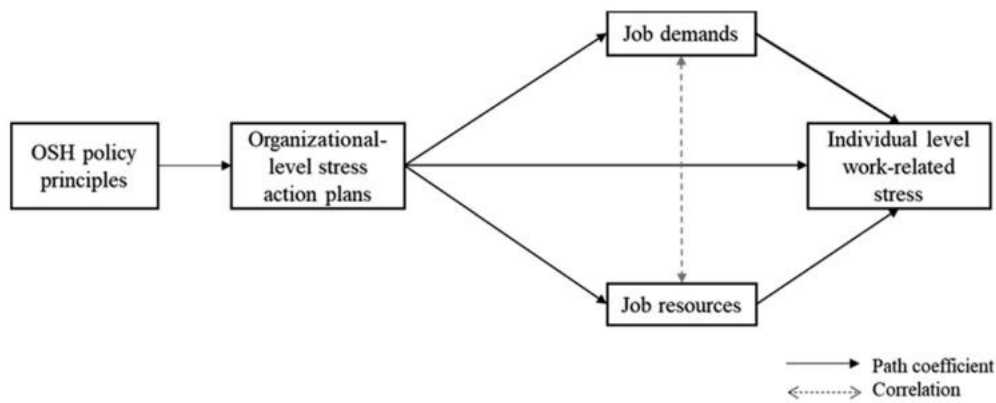 Job demands
OSH policy
principles
Organizational-
level stress
action plans
Individual level
work-related
stress
Job resources
Path coefficient
Correlation